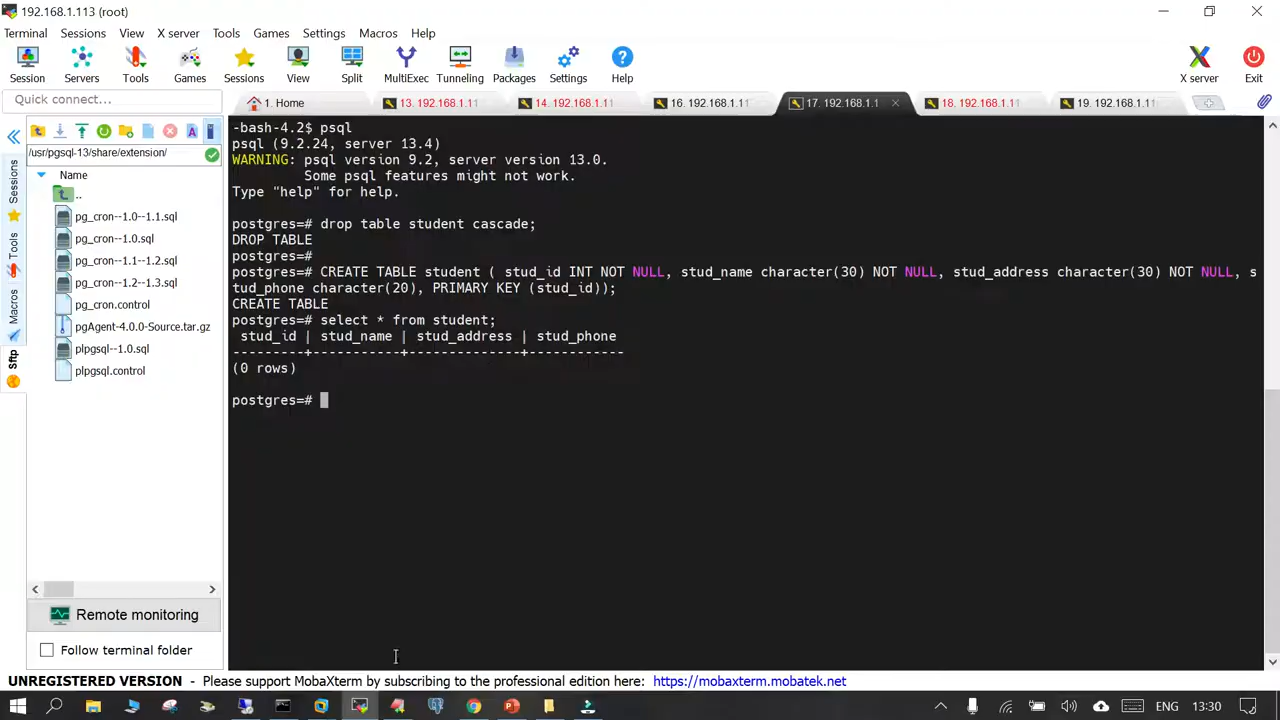 192.168.1.113 (root)
Terminal Sessions View X server Tools Games Settings Macros Help
Session Servers Tools Games Sessions View Split MultiExec Tunneling Packages Settings Help X server Exit
Quick connect...
1. Home 13. 192.168.1.11 14. 192.168.1.11 16. 192.168.1.11 17. 192.168.1.1 18. 192.168.1.11 19. 192.168.1.11
/usr/pgsql-13/share/extension/
Name
..
pg_cron--1.0--1.1.sql
pg_cron--1.0.sql
pg_cron--1.1--1.2.sql
pg_cron--1.2--1.3.sql
pg_cron.control
pgAgent-4.0.0-Source.tar.gz
plpgsql--1.0.sql
plpgsql.control
Sessions
Tools
Macros
Sftp
Remote monitoring
Follow terminal folder
-bash-4.2$ psql
psql (9.2.24, server 13.4)
WARNING: psql version 9.2, server version 13.0.
Some psql features might not work.
Type "help" for help.
postgres=# drop table student cascade;
DROP TABLE
postgres=#
postgres=# CREATE TABLE student ( stud_id INT NOT NULL, stud_name character(30) NOT NULL, stud_address character(30) NOT NULL, s
tud_phone character(20), PRIMARY KEY (stud_id));
CREATE TABLE
postgres=# select * from student;
stud_id | stud_name | stud_address | stud_phone
---------+-----------+--------------+------------
(0 rows)
postgres=#
UNREGISTERED VERSION - Please support MobaXterm by subscribing to the professional edition here: https://mobaxterm.mobatek.net
ENG 13:30